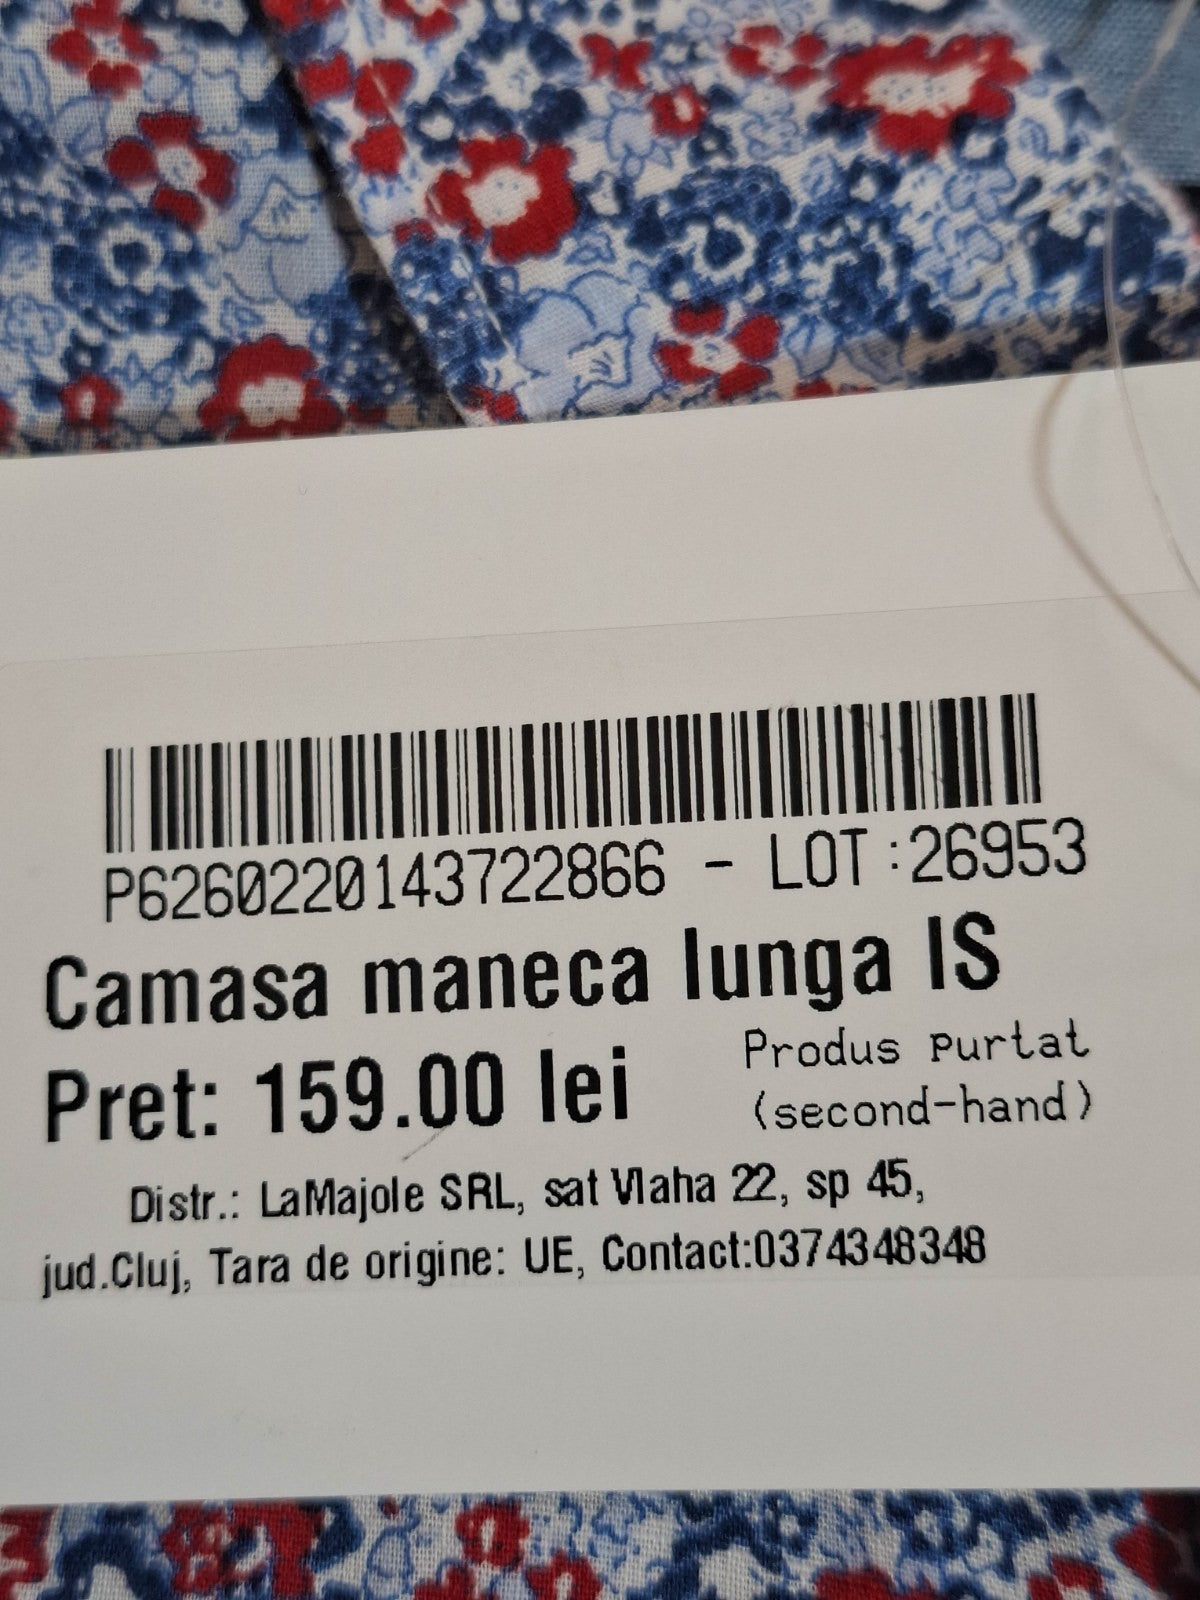 P6260220143722866 - LOT:26953
Camasa maneca lunga IS
Pret: 159.00 lei
Produs purtat
(second-hand)
Distr.: LaMajole SRL, sat Vlaha 22, sp 45,
jud.Cluj, Tara de origine: UE, Contact:0374348348